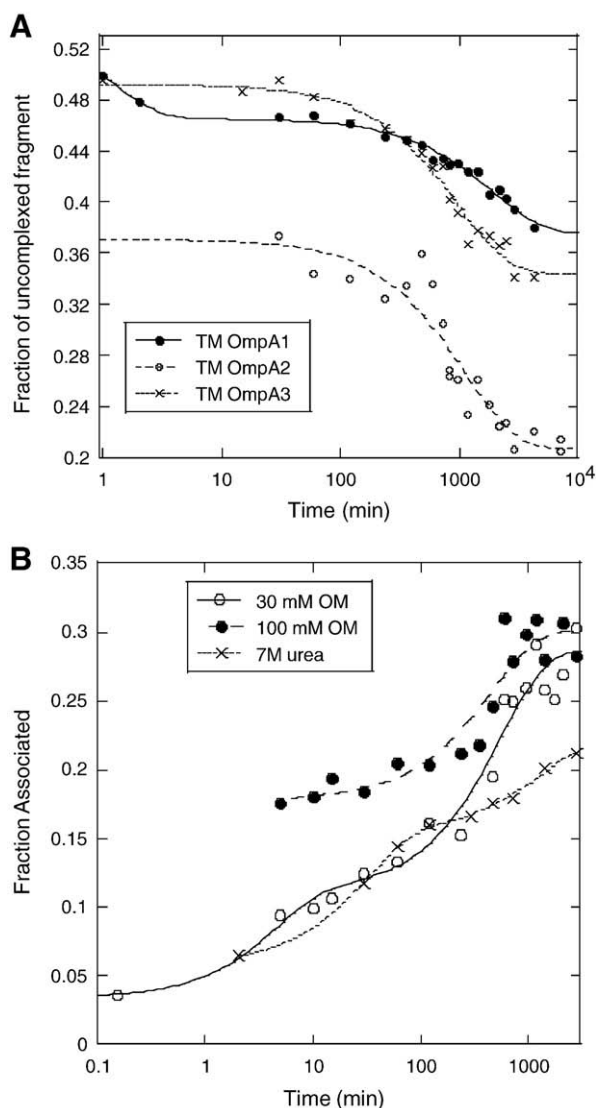 A
0.52
0.48
0.44
0.4
0.36
0.32
0.28
0.24
0.2
Fraction of uncomplexed fragment
TM OmpA1
TM OmpA2
TM OmpA3
1
10
100
1000
10⁴
Time (min)
B
0.35
0.3
0.25
0.2
0.15
0.1
0.05
0
Fraction Associated
30 mM OM
100 mM OM
7M urea
0.1
1
10
100
1000
Time (min)